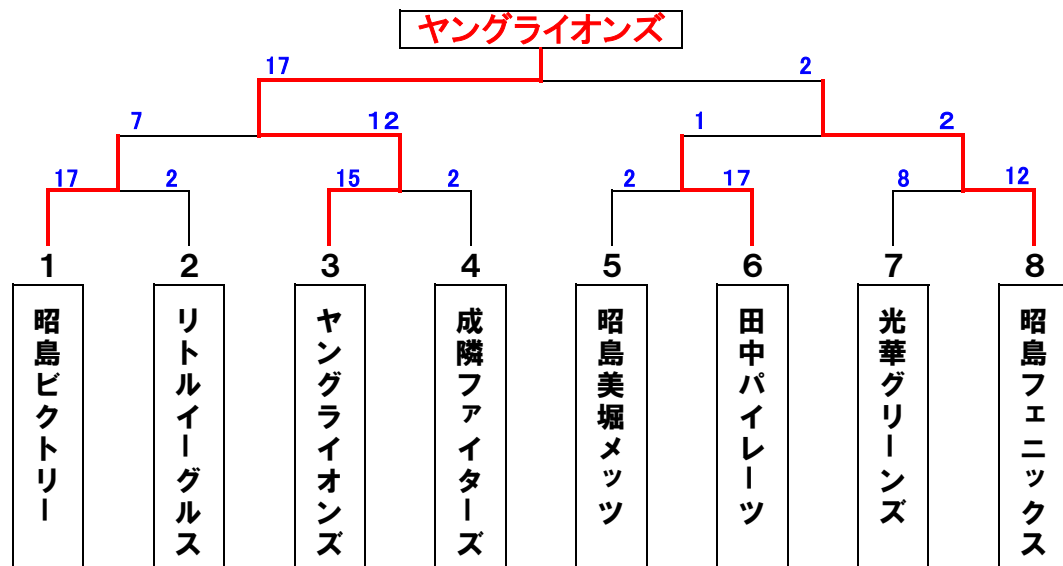 ヤングライオンズ
17 2
7 12 1 2
17 2 15 2 2 17 8 12
1 2 3 4 5 6 7 8
昭島ビクトリー
リトルイーグルス
ヤングライオンズ
成隣ファイターズ
昭島美堀メッツ
田中パイレーツ
光華グリーンズ
昭島フェニックス